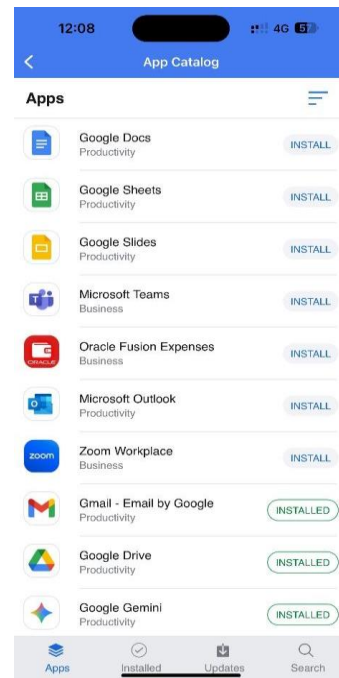 12:08
4G 57
App Catalog
Apps
Google Docs
Productivity
INSTALL
Google Sheets
Productivity
INSTALL
Google Slides
Productivity
INSTALL
Microsoft Teams
Business
INSTALL
Oracle Fusion Expenses
Business
INSTALL
ORACLE
Microsoft Outlook
Productivity
INSTALL
zoom
Zoom Workplace
Business
INSTALL
Gmail - Email by Google
Productivity
INSTALLED
Google Drive
Productivity
INSTALLED
Google Gemini
Productivity
INSTALLED
Apps
Installed
Updates
Search